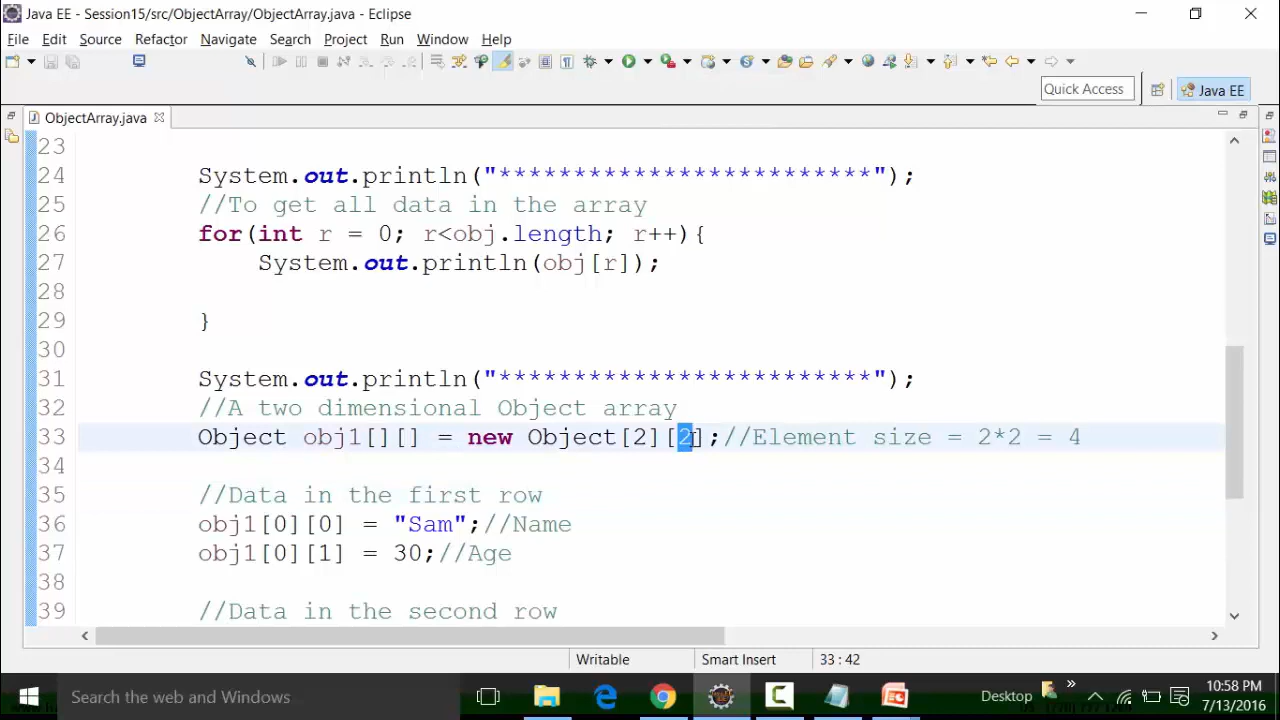 Java EE - Session15/src/ObjectArray/ObjectArray.java - Eclipse
File Edit Source Refactor Navigate Search Project Run Window Help
Quick Access
Java EE
ObjectArray.java
23
24 System.out.println("*************************");
25 //To get all data in the array
26 for(int r = 0; r<obj.length; r++){
27 System.out.println(obj[r]);
28
29 }
30
31 System.out.println("*************************");
32 //A two dimensional Object array
33 Object obj1[][] = new Object[2][2];//Element size = 2*2 = 4
34
35 //Data in the first row
36 obj1[0][0] = "Sam";//Name
37 obj1[0][1] = 30;//Age
38
39 //Data in the second row
Writable Smart Insert 33 : 42
Search the web and Windows
Desktop
10:58 PM
7/13/2016